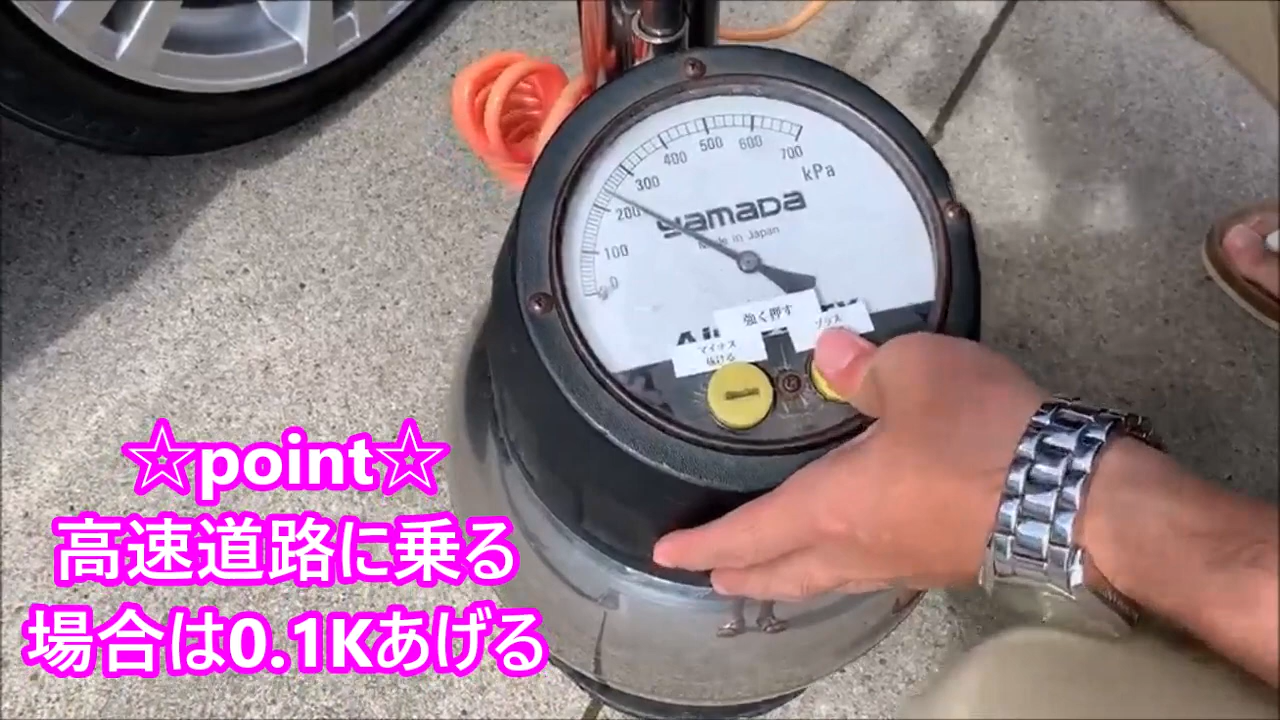 700
600
500
400
300
200
100
0
kPa
yamada
Made in Japan
強く押す
プラス
マイナス
抜ける
☆point☆
高速道路に乗る
場合は0.1Kあげる